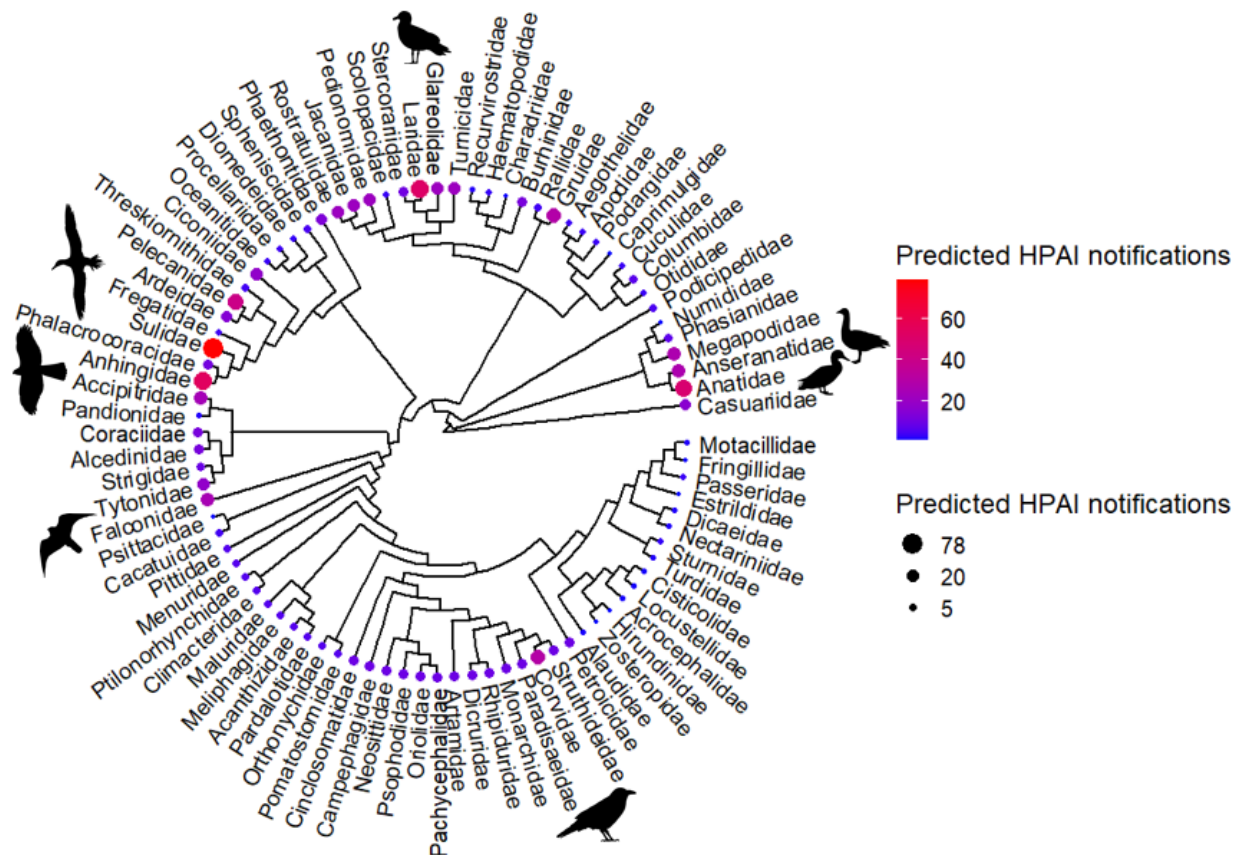 Glareolidae
Laridae
Stercorariidae
Scolopacidae
Pedionomidae
Jacanidae
Rostratulidae
Phaethontidae
Spheniscidae
Diomedeidae
Procellariidae
Oceanitidae
Ciconiidae
Threskiornithidae
Pelecanidae
Ardeidae
Fregatidae
Sulidae
Phalacrocoracidae
Anhingidae
Accipitridae
Pandionidae
Coraciidae
Alcedinidae
Strigidae
Tytonidae
Falconidae
Psittacidae
Cacatuidae
Pittidae
Menuridae
Ptilonorhynchidae
Climacteridae
Maluridae
Meliphagidae
Acanthizidae
Pardalotidae
Orthonychidae
Pomatostomidae
Cinclosomatidae
Campephagidae
Neosittidae
Psophodidae
Oriolidae
Pachycephalidae
Artamidae
Dicruridae
Rhipiduridae
Monarchidae
Paradisaeidae
Corvidae
Struthideidae
Petroicidae
Alaudidae
Zosteropidae
Hirundinidae
Acrocephalidae
Locustellidae
Cisticolidae
Turdidae
Sturnidae
Nectariniidae
Dicaeidae
Estrildidae
Passeridae
Fringillidae
Motacillidae
Casuariidae
Anatidae
Anseranatidae
Megapodidae
Phasianidae
Numididae
Podicipedidae
Otididae
Columbidae
Cuculidae
Caprimulgidae
Podargidae
Apodidae
Aegothelidae
Gruidae
Rallidae
Burhinidae
Charadriidae
Haematopodidae
Recurvirostridae
Turnicidae
Predicted HPAI notifications
60
40
20
Predicted HPAI notifications
78
20
5